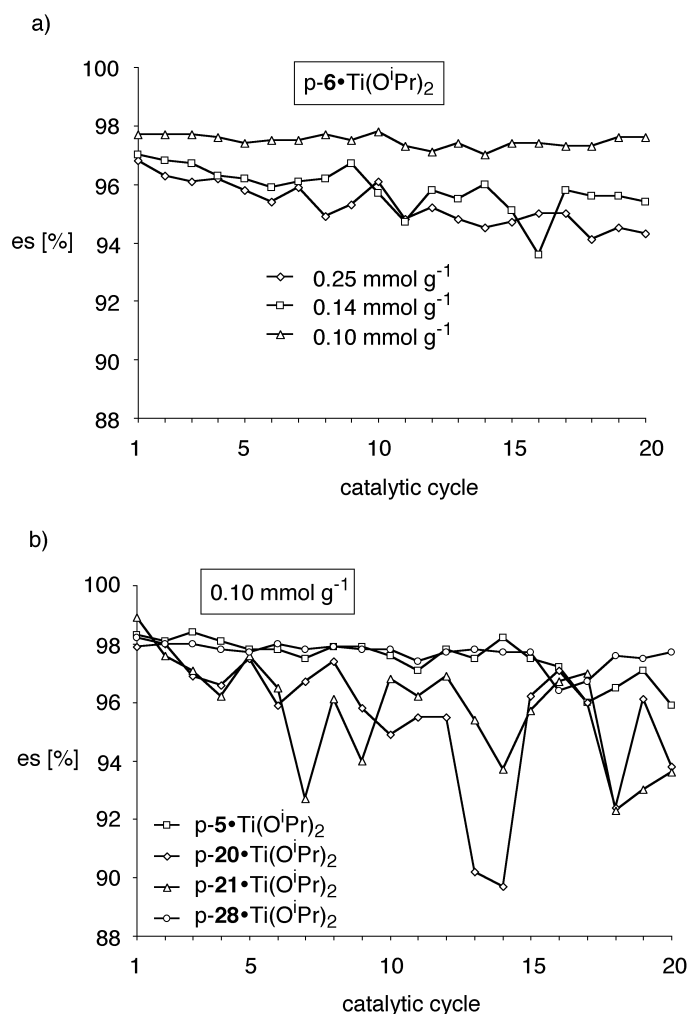 a)
100
p-6•Ti(OⁱPr)₂
98
96
es [%]
94
0.25 mmol g⁻¹
92
0.14 mmol g⁻¹
0.10 mmol g⁻¹
90
88
1 5 10 15 20
catalytic cycle
b)
100
0.10 mmol g⁻¹
98
96
es [%]
94
92
p-5•Ti(OⁱPr)₂
p-20•Ti(OⁱPr)₂
90
p-21•Ti(OⁱPr)₂
p-28•Ti(OⁱPr)₂
88
1 5 10 15 20
catalytic cycle